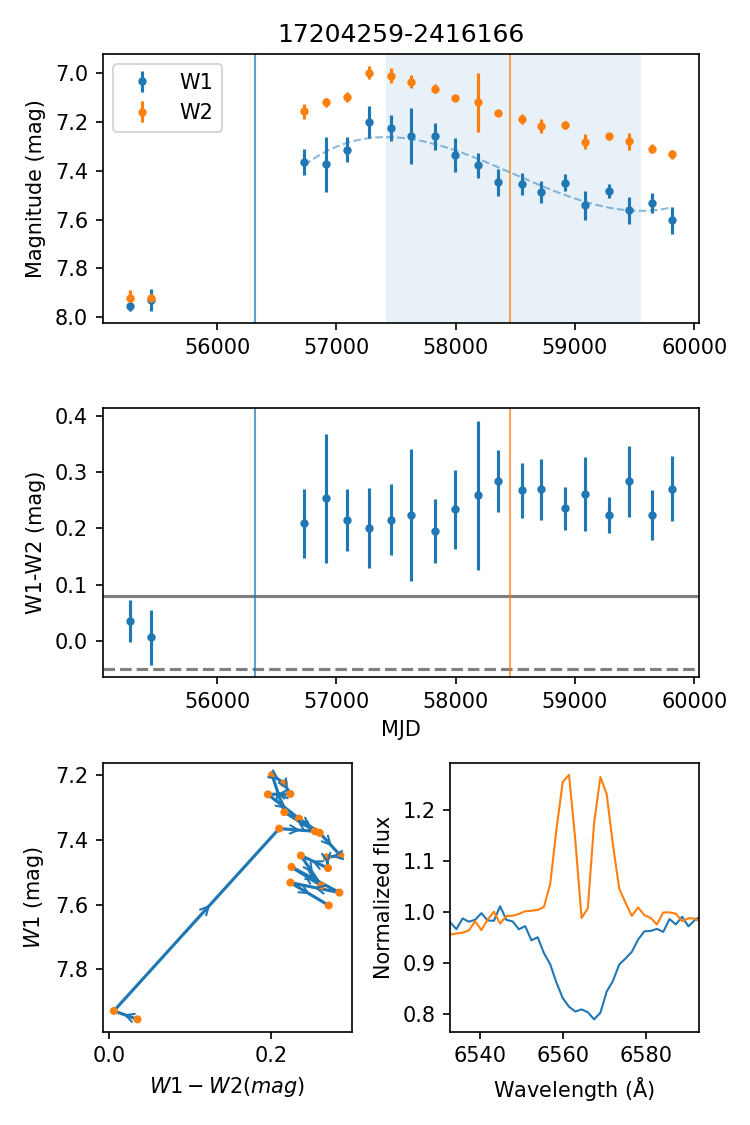 17204259-2416166
W1
W2
Magnitude (mag)
7.0
7.2
7.4
7.6
7.8
8.0
56000 57000 58000 59000 60000
W1-W2 (mag)
0.4
0.3
0.2
0.1
0.0
56000 57000 58000 59000 60000
MJD
W1 (mag)
7.2
7.4
7.6
7.8
0.0 0.2
W1 − W2(mag)
Normalized flux
1.2
1.1
1.0
0.9
0.8
6540 6560 6580
Wavelength (Å)